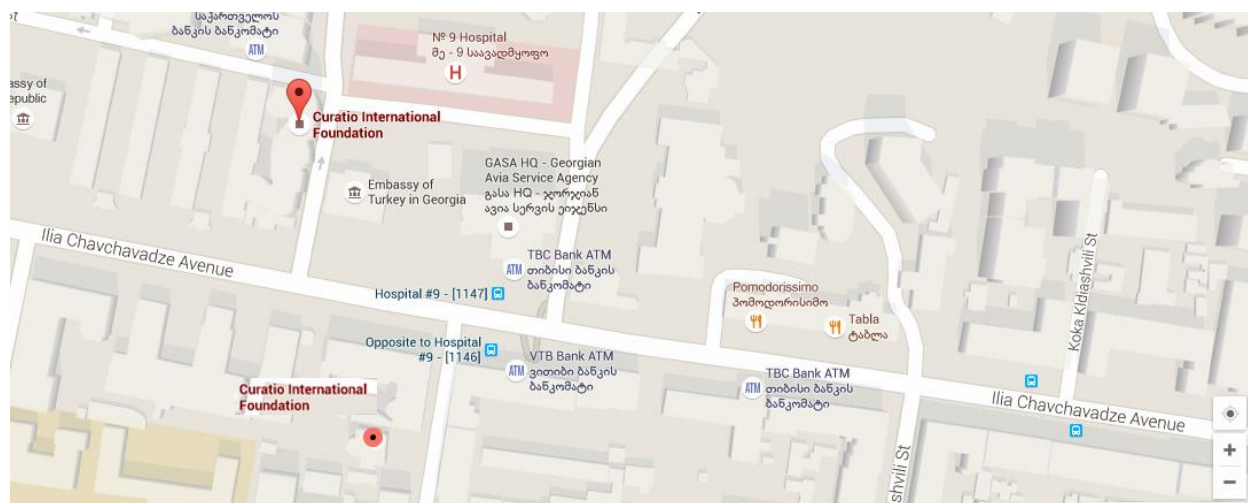 St
საქართველოს
ბანკის ბანკომატი
ATM
№ 9 Hospital
მე - 9 საავადმყოფო
H
assy of
epublic
Curatio International
Foundation
Embassy of
Turkey in Georgia
GASA HQ - Georgian
Avia Service Agency
გასა HQ - ჯორჯიან
ავია სერვის ეიჯენსი
Ilia Chavchavadze Avenue
ATM
TBC Bank ATM
თიბისი ბანკის
ბანკომატი
Hospital #9 - [1147]
Pomodorissimo
პომოდორისიმო
Tabla
ტაბლა
Koka Kldiashvili St
Opposite to Hospital
#9 - [1146]
ATM
VTB Bank ATM
ვითიბი ბანკის
ბანკომატი
ATM
TBC Bank ATM
თიბისი ბანკის
ბანკომატი
Ilia Chavchavadze Avenue
Curatio International
Foundation
shvili St
+
−